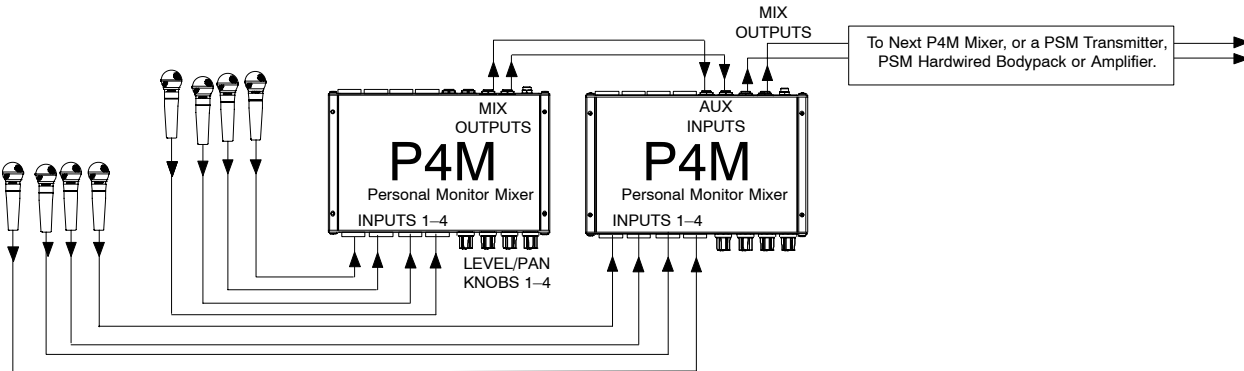 MIX
OUTPUTS
To Next P4M Mixer, or a PSM Transmitter,
PSM Hardwired Bodypack or Amplifier.
MIX
OUTPUTS
P4M
Personal Monitor Mixer
INPUTS 1–4
LEVEL/PAN
KNOBS 1–4
AUX
INPUTS
P4M
Personal Monitor Mixer
INPUTS 1–4